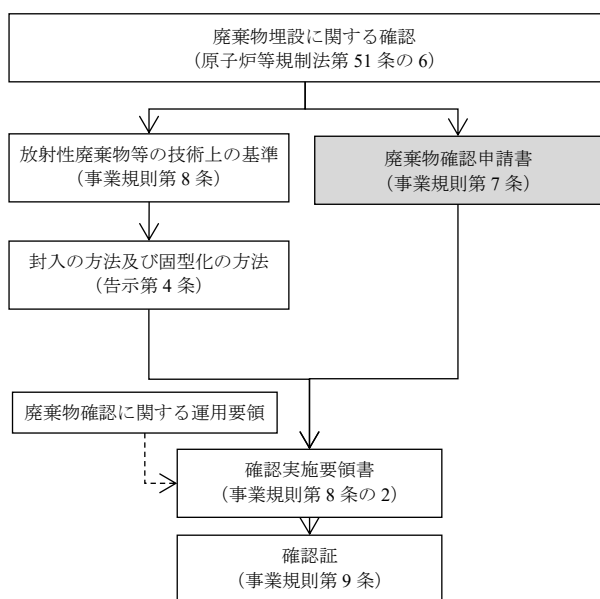 廃棄物埋設に関する確認
（原子炉等規制法第 51 条の 6）
放射性廃棄物等の技術上の基準
（事業規則第 8 条）
廃棄物確認申請書
（事業規則第 7 条）
封入の方法及び固型化の方法
（告示第 4 条）
廃棄物確認に関する運用要領
確認実施要領書
（事業規則第 8 条の 2）
確認証
（事業規則第 9 条）